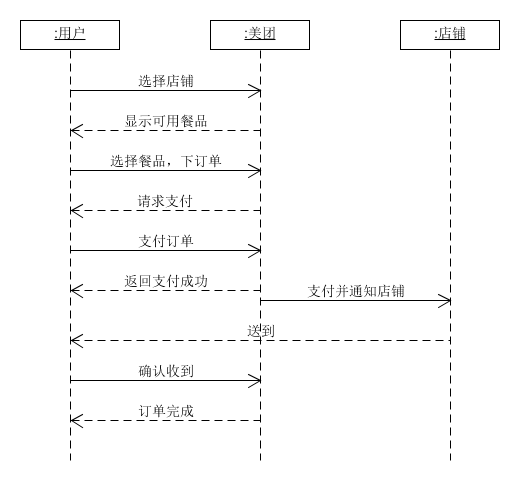 :用户
:美团
:店铺
选择店铺
显示可用餐品
选择餐品，下订单
请求支付
支付订单
返回支付成功
支付并通知店铺
送到
确认收到
订单完成